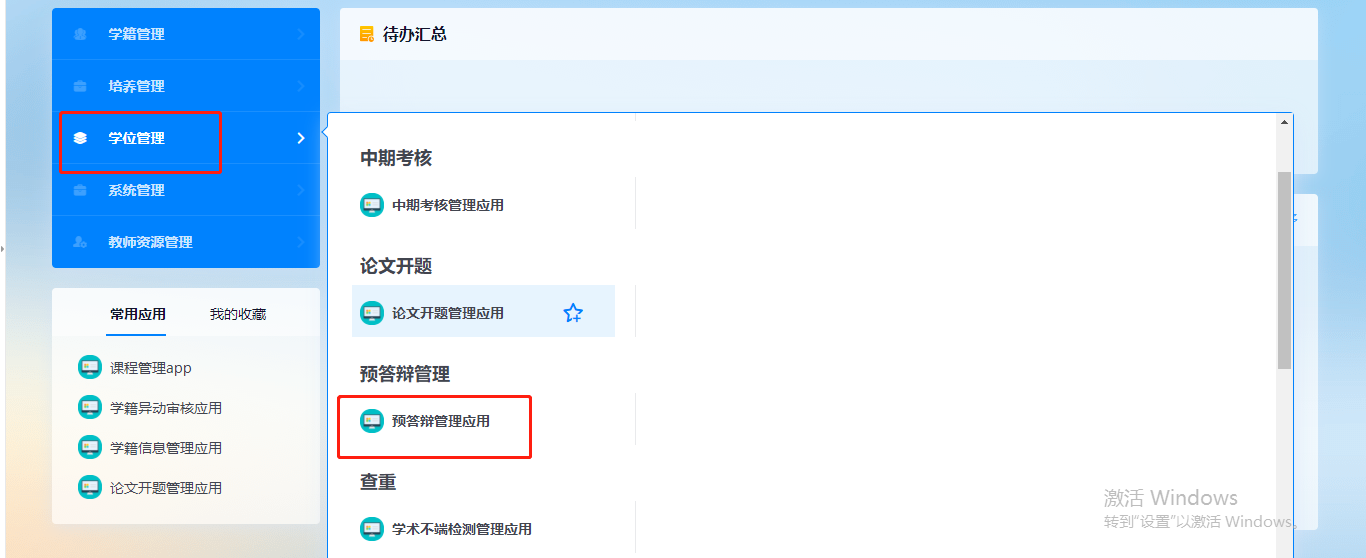 学籍管理
培养管理
学位管理
系统管理
教师资源管理
常用应用 我的收藏
课程管理app
学籍异动审核应用
学籍信息管理应用
论文开题管理应用
待办汇总
中期考核
中期考核管理应用
论文开题
论文开题管理应用
预答辩管理
预答辩管理应用
查重
学术不端检测管理应用
激活 Windows
转到"设置"以激活 Windows。